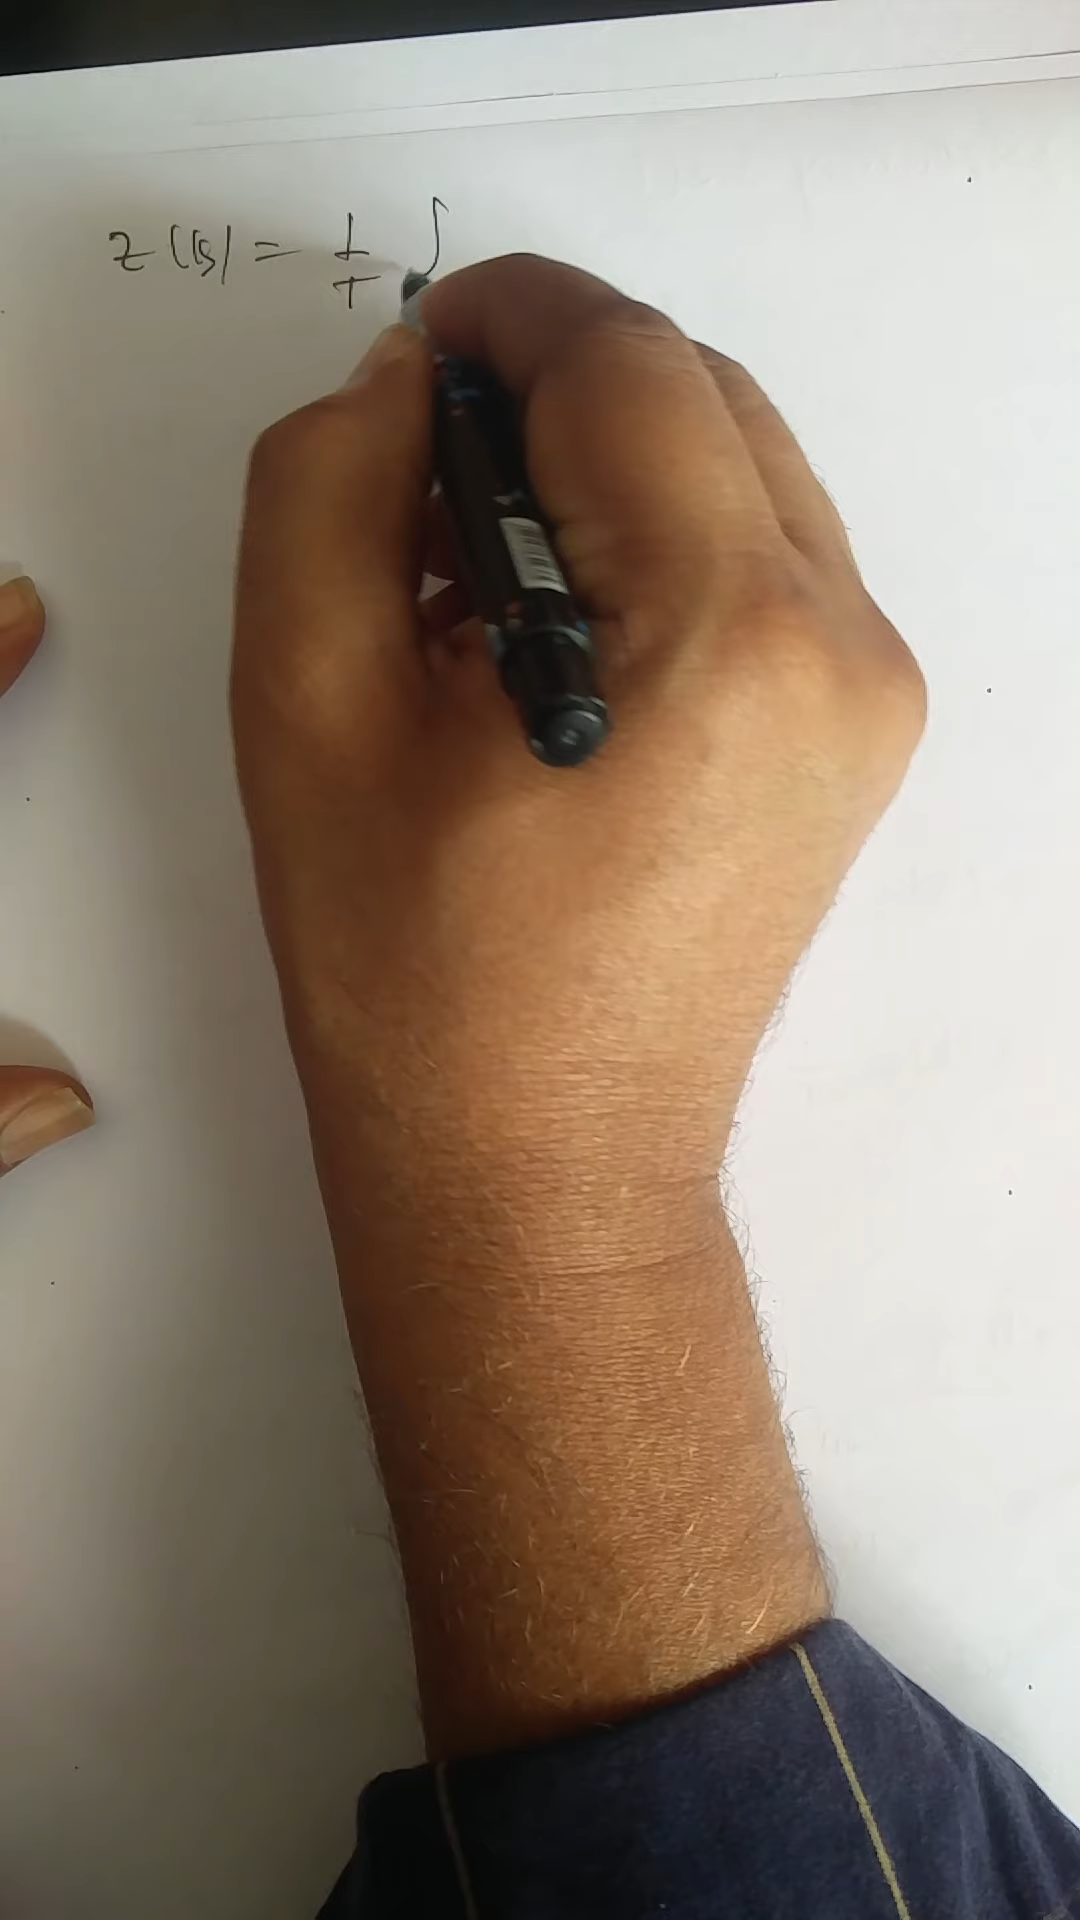 z(t) = 1/T ∫